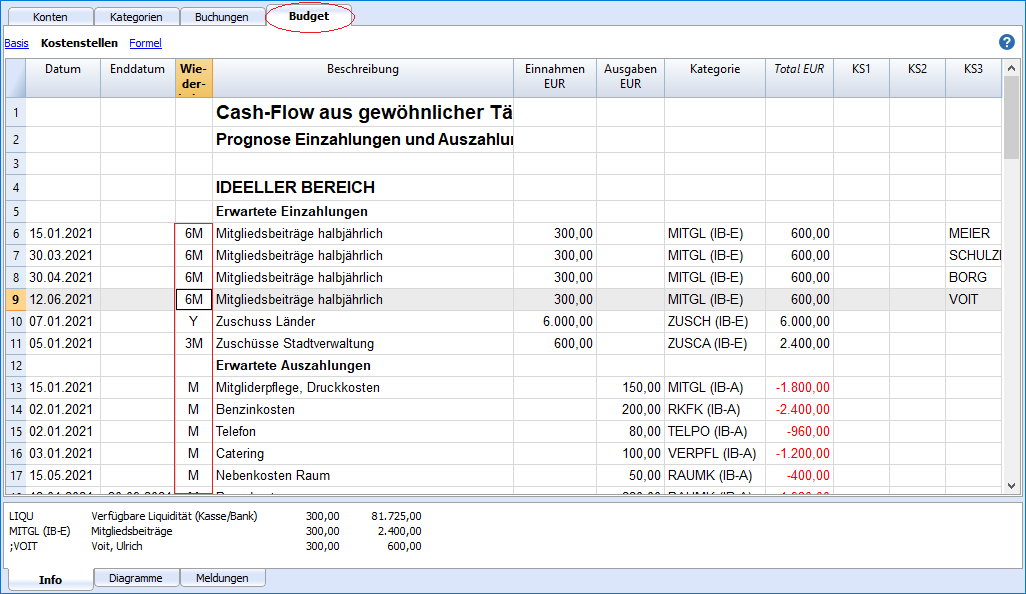 Konten Kategorien Buchungen Budget
Basis Kostenstellen Formel ?
Datum Enddatum Wie- Beschreibung Einnahmen Ausgaben Kategorie Total EUR KS1 KS2 KS3
der- EUR EUR
1 Cash-Flow aus gewöhnlicher Tä
2 Prognose Einzahlungen und Auszahlun
3
4 IDEELLER BEREICH
5 Erwartete Einzahlungen
6 15.01.2021 6M Mitgliedsbeiträge halbjährlich 300,00 MITGL (IB-E) 600,00 MEIER
7 30.03.2021 6M Mitgliedsbeiträge halbjährlich 300,00 MITGL (IB-E) 600,00 SCHULZE
8 30.04.2021 6M Mitgliedsbeiträge halbjährlich 300,00 MITGL (IB-E) 600,00 BORG
9 12.06.2021 6M Mitgliedsbeiträge halbjährlich 300,00 MITGL (IB-E) 600,00 VOIT
10 07.01.2021 Y Zuschuss Länder 6.000,00 ZUSCH (IB-E) 6.000,00
11 05.01.2021 3M Zuschüsse Stadtverwaltung 600,00 ZUSCA (IB-E) 2.400,00
12 Erwartete Auszahlungen
13 15.01.2021 M Mitgliderpflege, Druckkosten 150,00 MITGL (IB-A) -1.800,00
14 02.01.2021 M Benzinkosten 200,00 RKFK (IB-A) -2.400,00
15 02.01.2021 M Telefon 80,00 TELPO (IB-A) -960,00
16 03.01.2021 M Catering 100,00 VERPFL (IB-A) -1.200,00
17 15.05.2021 M Nebenkosten Raum 50,00 RAUMK (IB-A) -400,00
LIQU Verfügbare Liquidität (Kasse/Bank) 300,00 81.725,00
MITGL (IB-E) Mitgliedsbeiträge 300,00 2.400,00
;VOIT Voit, Ulrich 300,00 600,00
Info Diagramme Meldungen